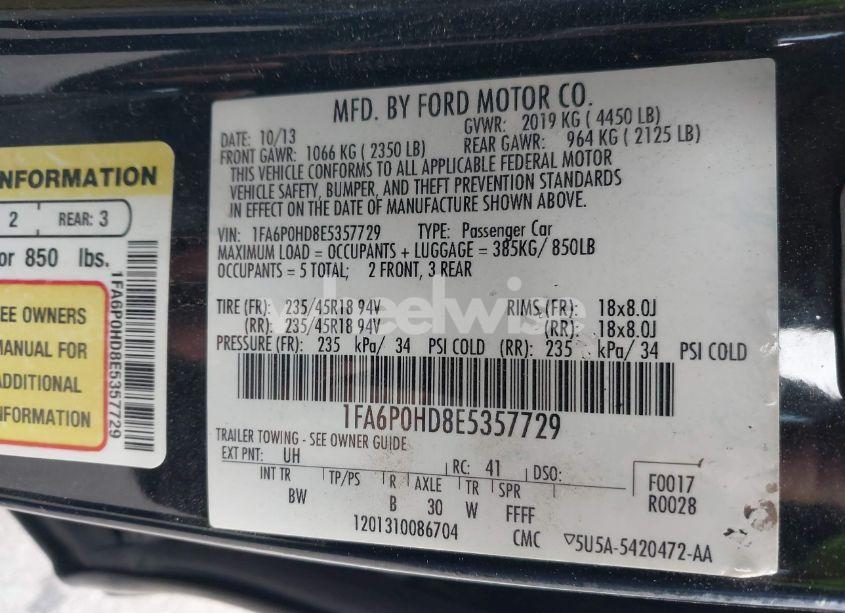 MFD. BY FORD MOTOR CO.
DATE: 10/13 GVWR: 2019 KG ( 4450 LB)
FRONT GAWR: 1066 KG ( 2350 LB) REAR GAWR: 964 KG ( 2125 LB)
THIS VEHICLE CONFORMS TO ALL APPLICABLE FEDERAL MOTOR
VEHICLE SAFETY, BUMPER, AND THEFT PREVENTION STANDARDS
IN EFFECT ON THE DATE OF MANUFACTURE SHOWN ABOVE.
VIN: 1FA6P0HD8E5357729 TYPE: Passenger Car
MAXIMUM LOAD = OCCUPANTS + LUGGAGE = 385KG/ 850LB
OCCUPANTS = 5 TOTAL; 2 FRONT, 3 REAR
TIRE (FR): 235/45R18 94V RIMS (FR): 18x8.0J
(RR): 235/45R18 94V (RR): 18x8.0J
PRESSURE (FR): 235 kPa/ 34 PSI COLD (RR): 235 kPa/ 34 PSI COLD
1FA6P0HD8E5357729
TRAILER TOWING - SEE OWNER GUIDE
EXT PNT: UH RC: 41 DSO:
INT TR TP/PS R AXLE TR SPR
BW B 30 W FFFF
F0017
R0028
1201310086704 CMC ▽5U5A-5420472-AA
NFORMATION
2 REAR: 3
or 850 lbs.
EE OWNERS
MANUAL FOR
ADDITIONAL
NFORMATION
1FA6P0HD8E5357729
wheelwise